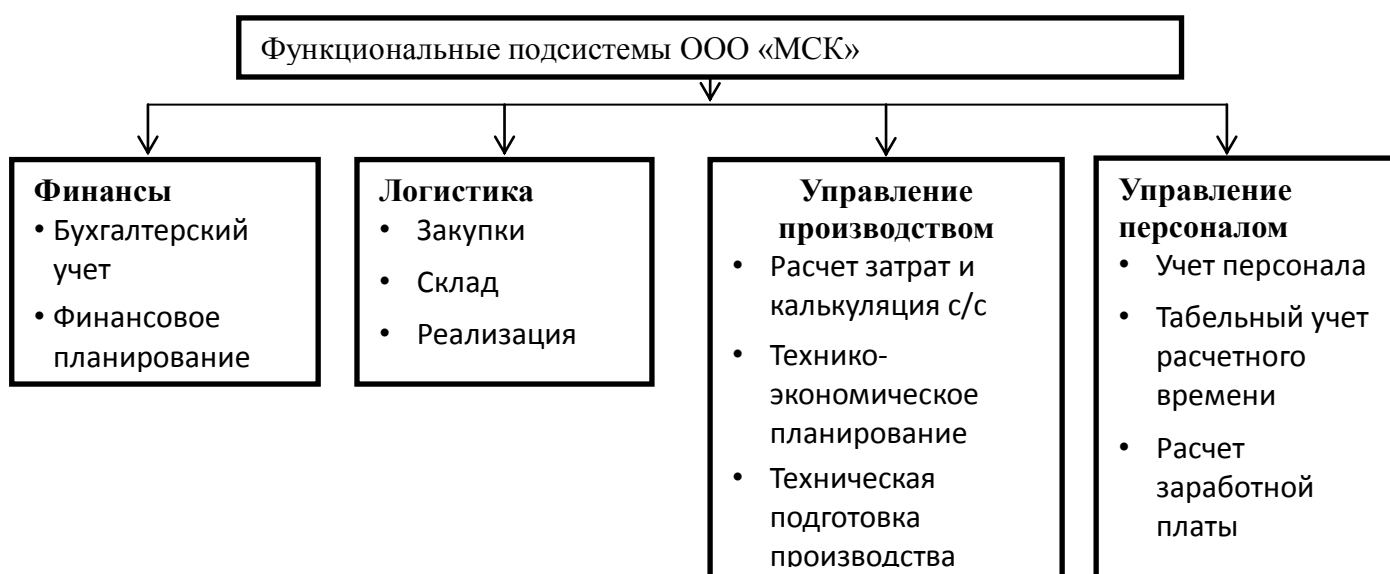 Функциональные подсистемы ООО «МСК»
Финансы
• Бухгалтерский
учет
• Финансовое
планирование
Логистика
• Закупки
• Склад
• Реализация
Управление
производством
• Расчет затрат и
калькуляция с/с
• Технико-
экономическое
планирование
• Техническая
подготовка
производства
Управление
персоналом
• Учет персонала
• Табельный учет
расчетного
времени
• Расчет
заработной
платы